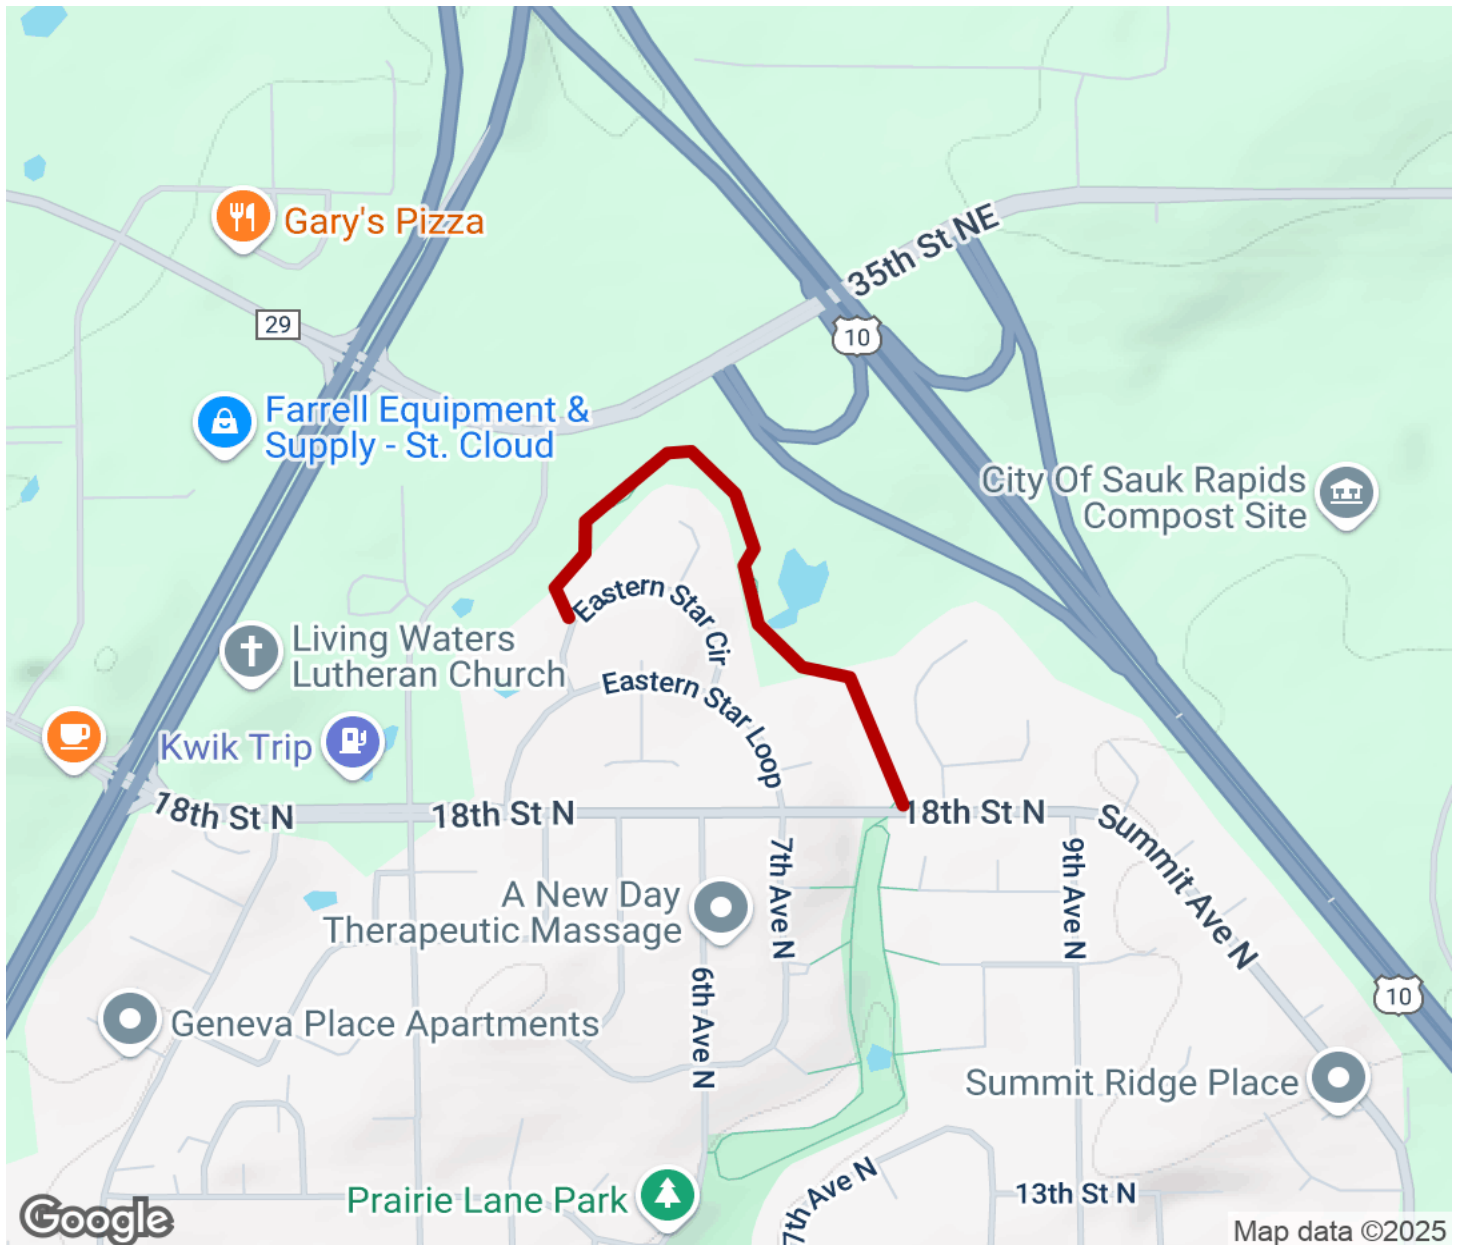 Gary's Pizza
35th St NE
29
10
Farrell Equipment &
Supply - St. Cloud
City Of Sauk Rapids
Compost Site
Eastern Star Cir
Living Waters
Lutheran Church
Eastern Star Loop
Kwik Trip
18th St N
18th St N
18th St N
Summit Ave N
7th Ave N
9th Ave N
A New Day
Therapeutic Massage
6th Ave N
10
Geneva Place Apartments
Summit Ridge Place
Prairie Lane Park
7th Ave N
13th St N
Google
Map data ©2025